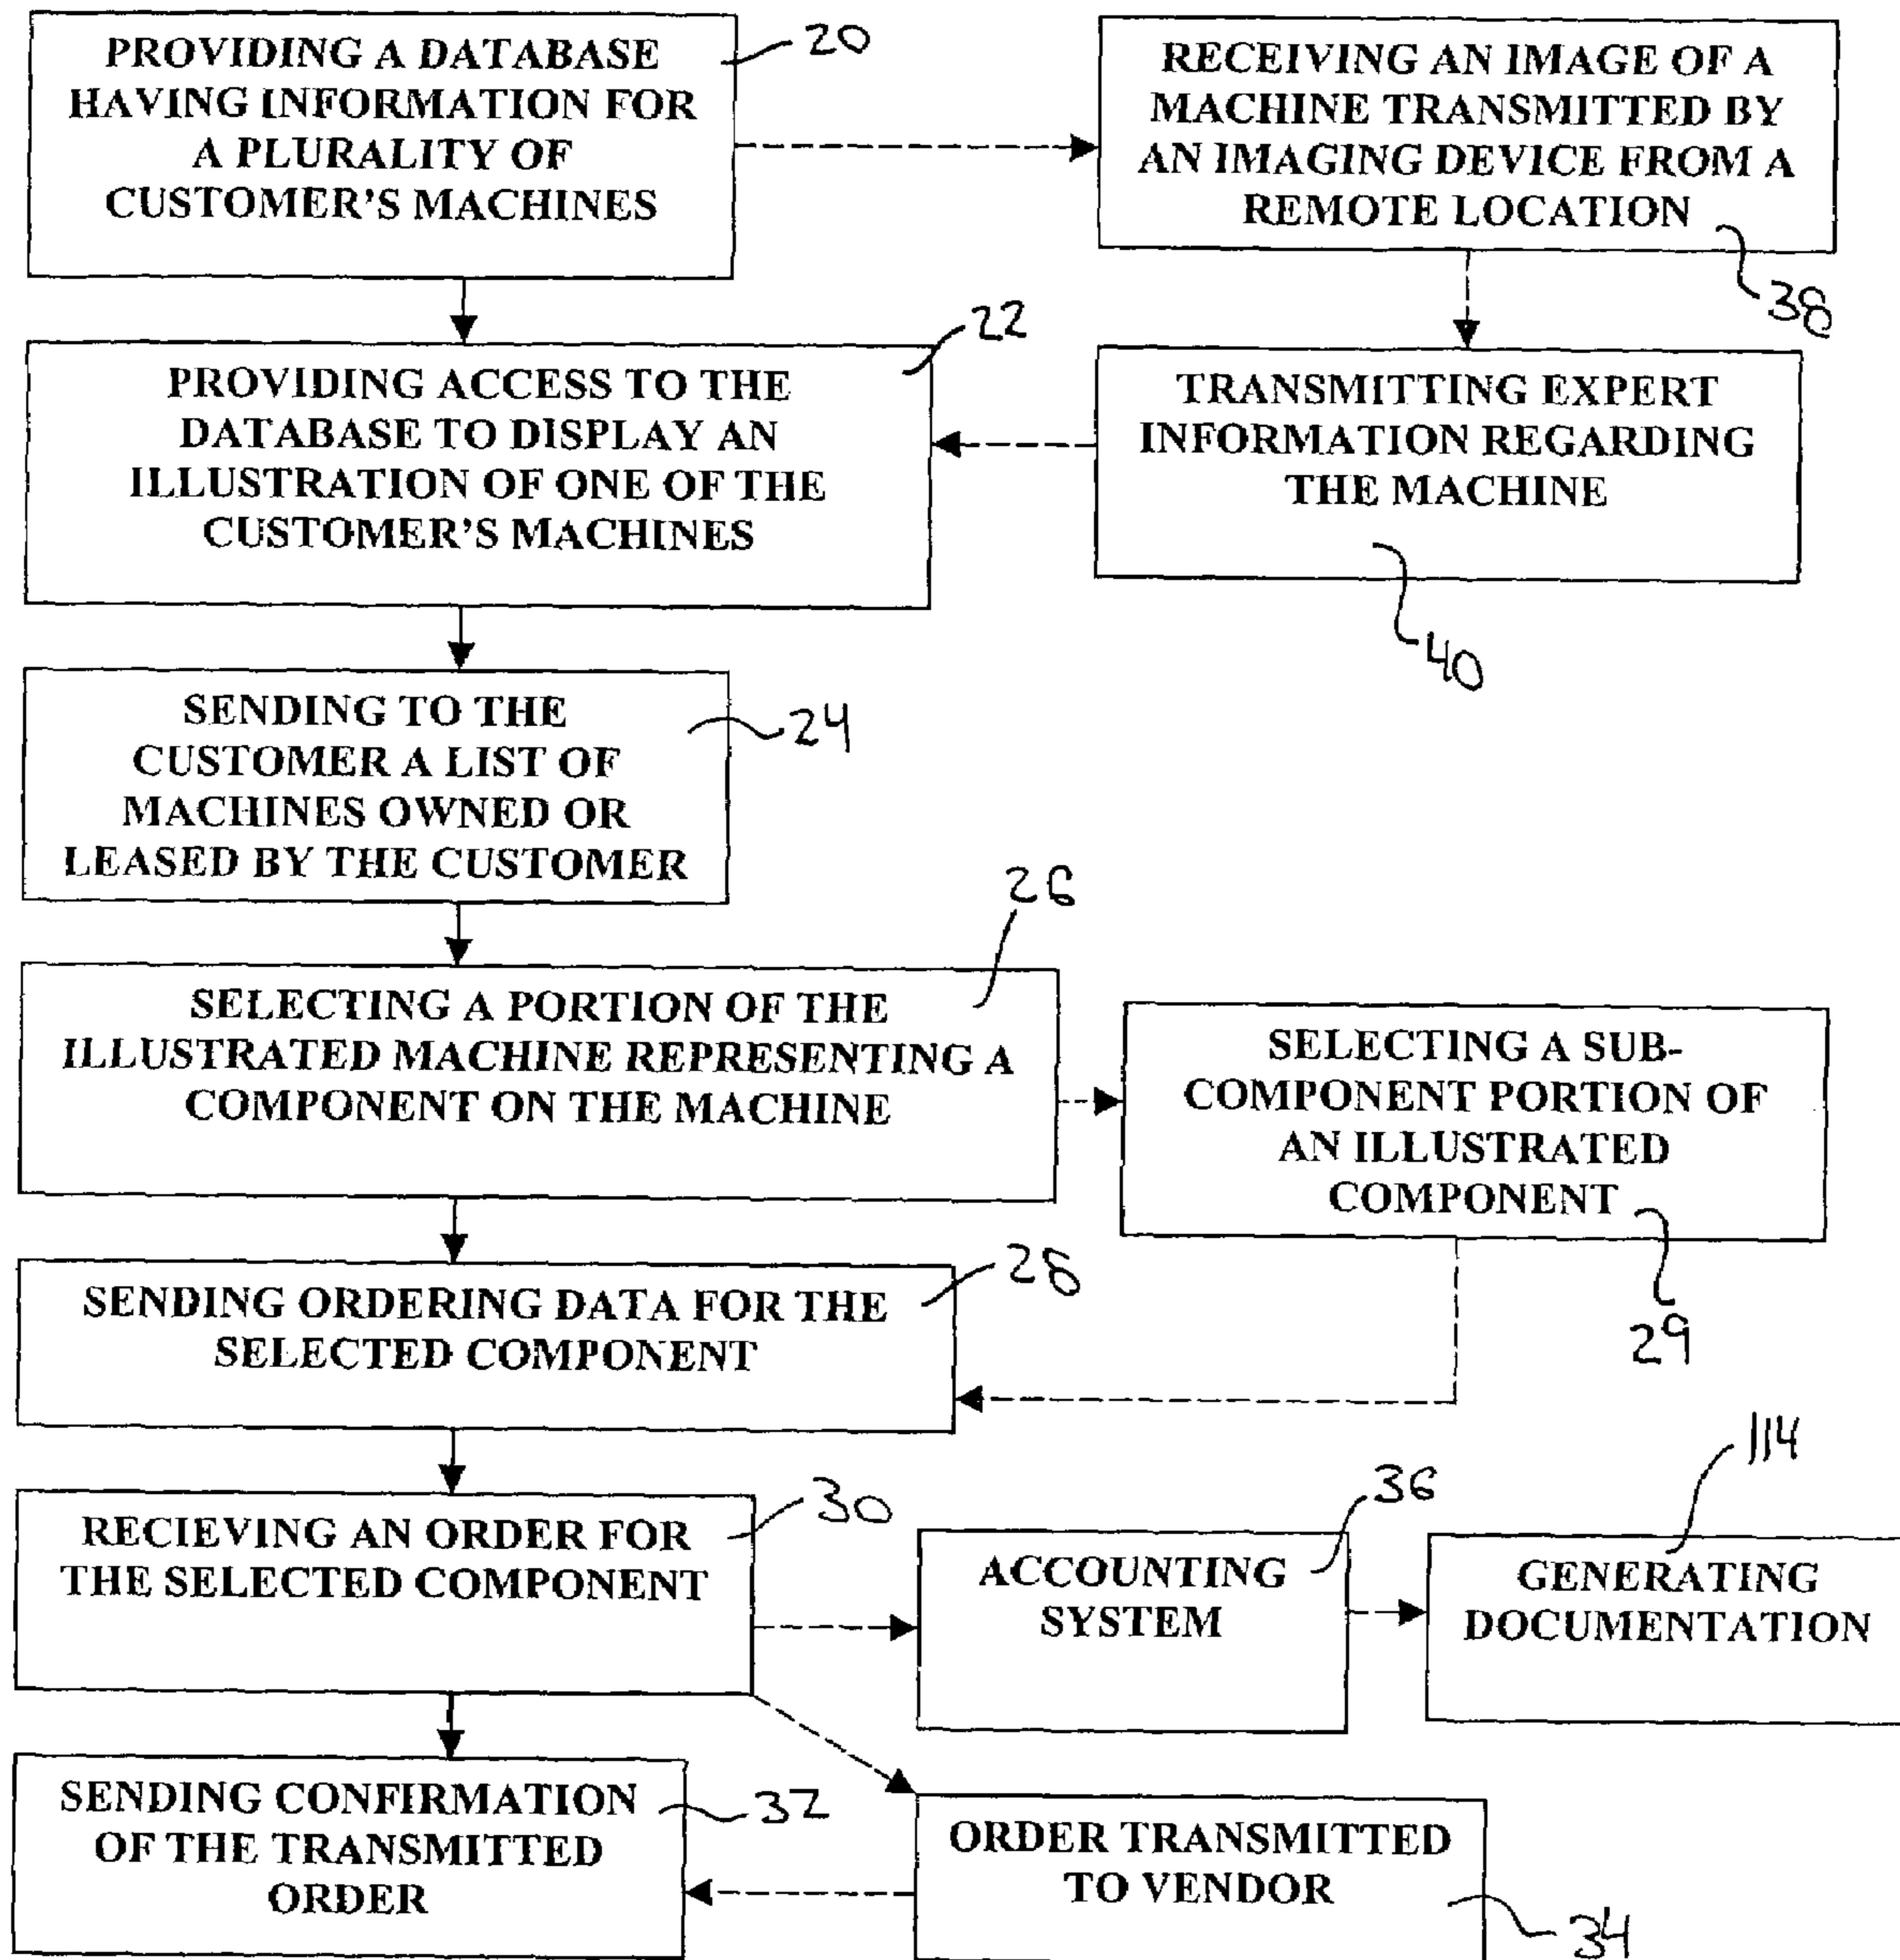 PROVIDING A DATABASE
HAVING INFORMATION FOR
A PLURALITY OF
CUSTOMER'S MACHINES
20
RECEIVING AN IMAGE OF A
MACHINE TRANSMITTED BY
AN IMAGING DEVICE FROM A
REMOTE LOCATION
38
PROVIDING ACCESS TO THE
DATABASE TO DISPLAY AN
ILLUSTRATION OF ONE OF THE
CUSTOMER'S MACHINES
22
TRANSMITTING EXPERT
INFORMATION REGARDING
THE MACHINE
40
SENDING TO THE
CUSTOMER A LIST OF
MACHINES OWNED OR
LEASED BY THE CUSTOMER
24
SELECTING A PORTION OF THE
ILLUSTRATED MACHINE REPRESENTING A
COMPONENT ON THE MACHINE
26
SELECTING A SUB-
COMPONENT PORTION OF
AN ILLUSTRATED
COMPONENT
29
SENDING ORDERING DATA FOR THE
SELECTED COMPONENT
28
RECIEVING AN ORDER FOR
THE SELECTED COMPONENT
30
ACCOUNTING
SYSTEM
36
GENERATING
DOCUMENTATION
114
SENDING CONFIRMATION
OF THE TRANSMITTED
ORDER
32
ORDER TRANSMITTED
TO VENDOR
34